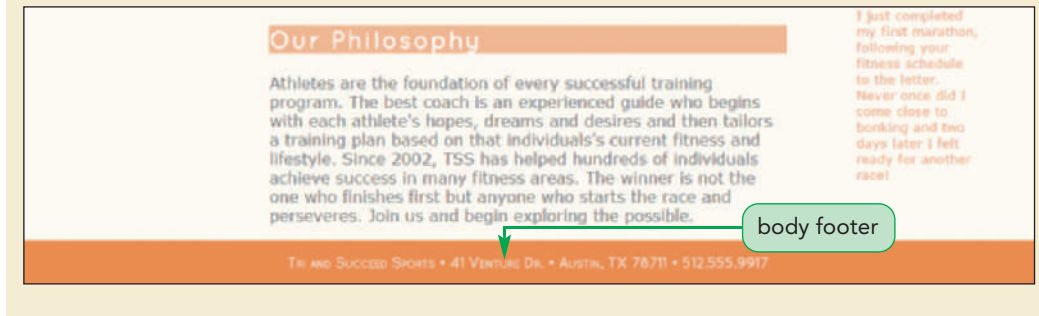 Our Philosophy
Athletes are the foundation of every successful training
program. The best coach is an experienced guide who begins
with each athlete's hopes, dreams and desires and then tailors
a training plan based on that individuals's current fitness and
lifestyle. Since 2002, TSS has helped hundreds of individuals
achieve success in many fitness areas. The winner is not the
one who finishes first but anyone who starts the race and
perseveres. Join us and begin exploring the possible.
I just completed
my first marathon,
following your
fitness schedule
to the letter.
Never once did I
come close to
bonking and two
days later I felt
ready for another
race!
body footer
Tri and Succeed Sports • 41 Venture Dr. • Austin, TX 78711 • 512.555.9917